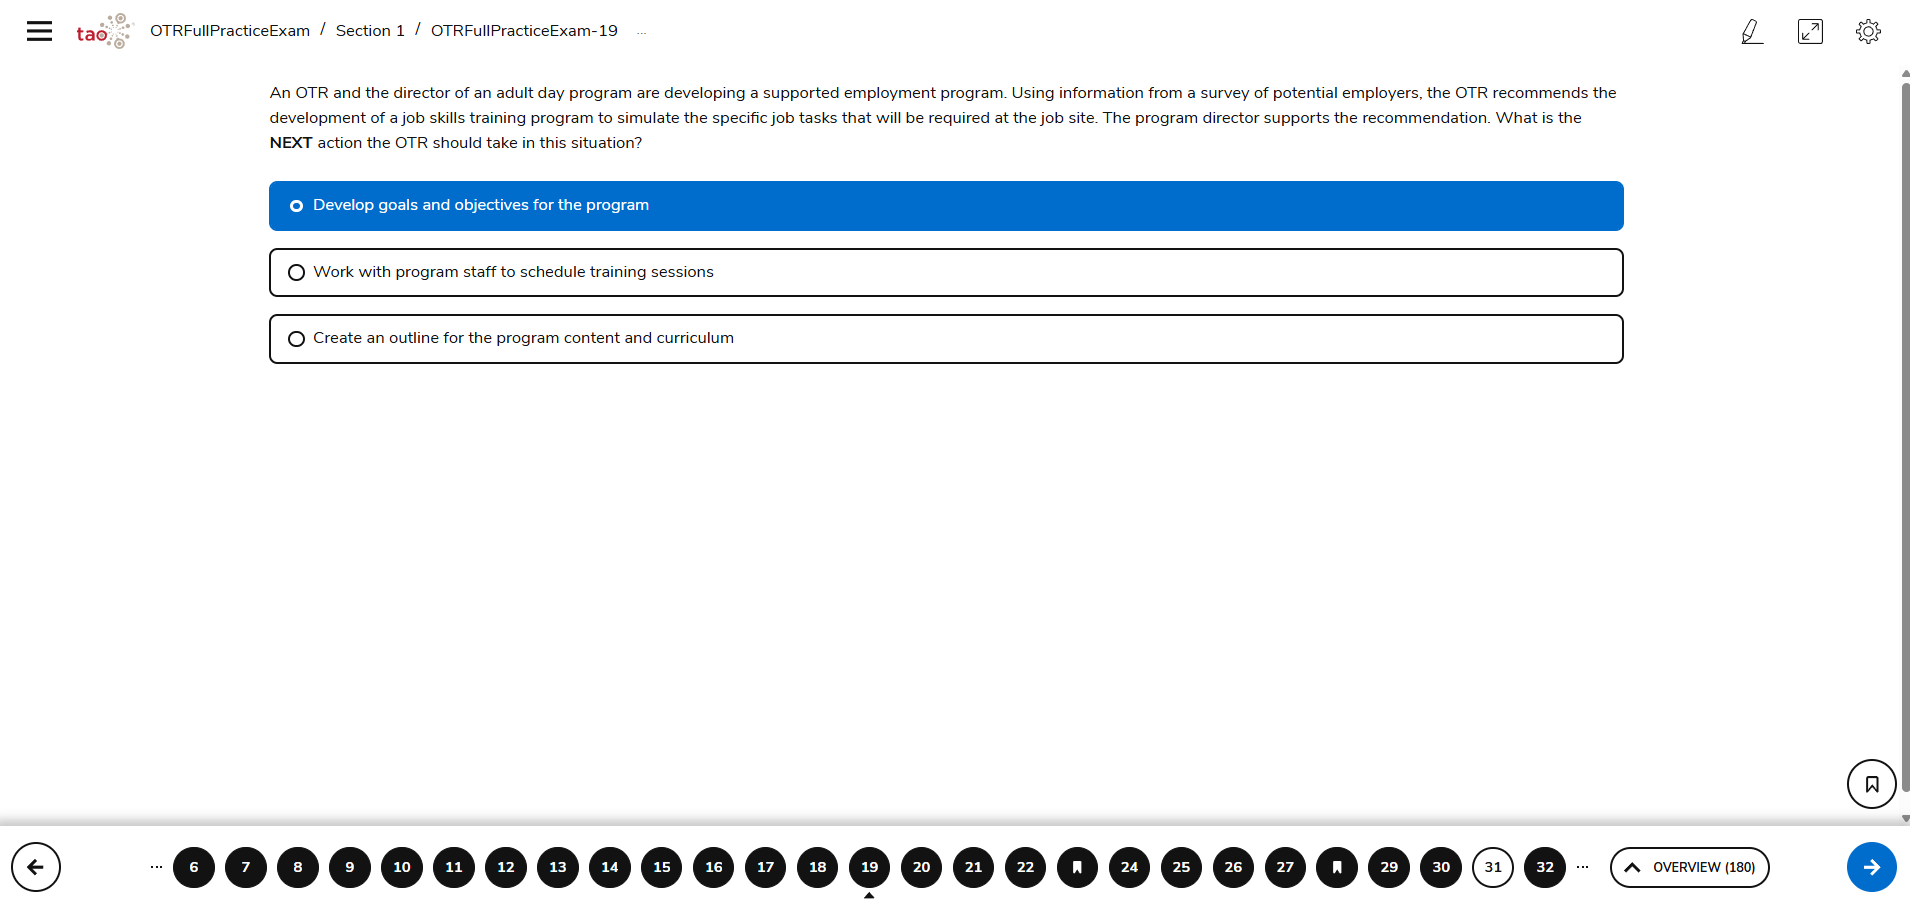 tao
OTRFullPracticeExam / Section 1 / OTRFullPracticeExam-19 ...
An OTR and the director of an adult day program are developing a supported employment program. Using information from a survey of potential employers, the OTR recommends the
development of a job skills training program to simulate the specific job tasks that will be required at the job site. The program director supports the recommendation. What is the
NEXT action the OTR should take in this situation?
Develop goals and objectives for the program
Work with program staff to schedule training sessions
Create an outline for the program content and curriculum
... 6 7 8 9 10 11 12 13 14 15 16 17 18 19 20 21 22 24 25 26 27 29 30 31 32 ... OVERVIEW (180)